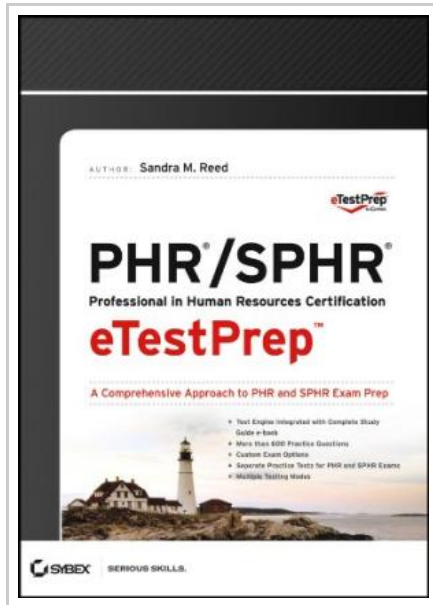 AUTHOR: Sandra M. Reed
eTestPrep
PHR®/SPHR®
Professional in Human Resources Certification
eTestPrep™
A Comprehensive Approach to PHR and SPHR Exam Prep
Test Engine Integrated with Complete Study
Guide e-book
More than 600 Practice Questions
Custom Exam Options
Separate Practice Tests for PHR and SPHR Exams
Multiple Testing Modes
SYBEX SERIOUS SKILLS.